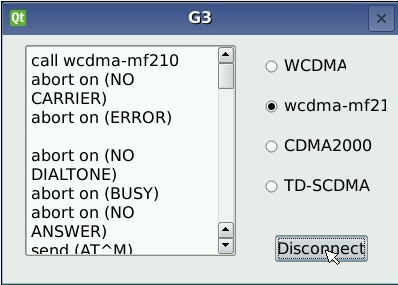 Qt
G3
call wcdma-mf210
abort on (NO
CARRIER)
abort on (ERROR)
abort on (NO
DIALTONE)
abort on (BUSY)
abort on (NO
ANSWER)
send (AT^M)
WCDMA
wcdma-mf21
CDMA2000
TD-SCDMA
Disconnect